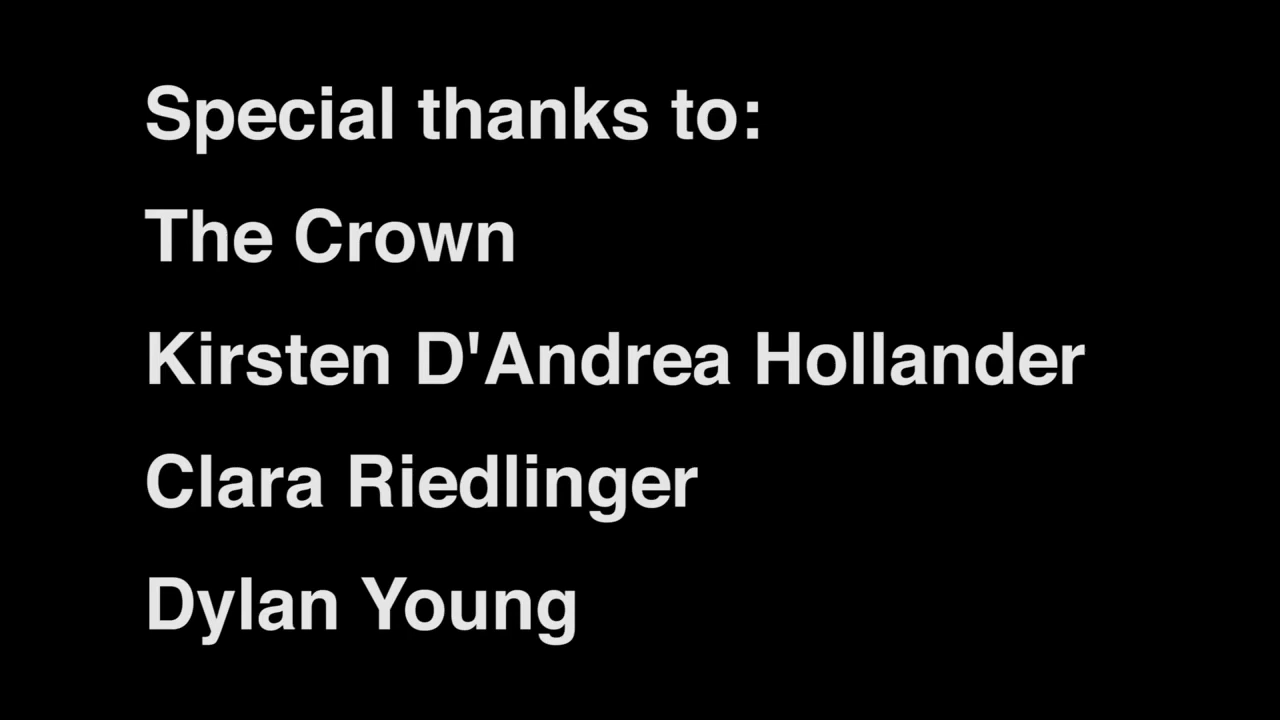 Special thanks to:
The Crown
Kirsten D'Andrea Hollander
Clara Riedlinger
Dylan Young